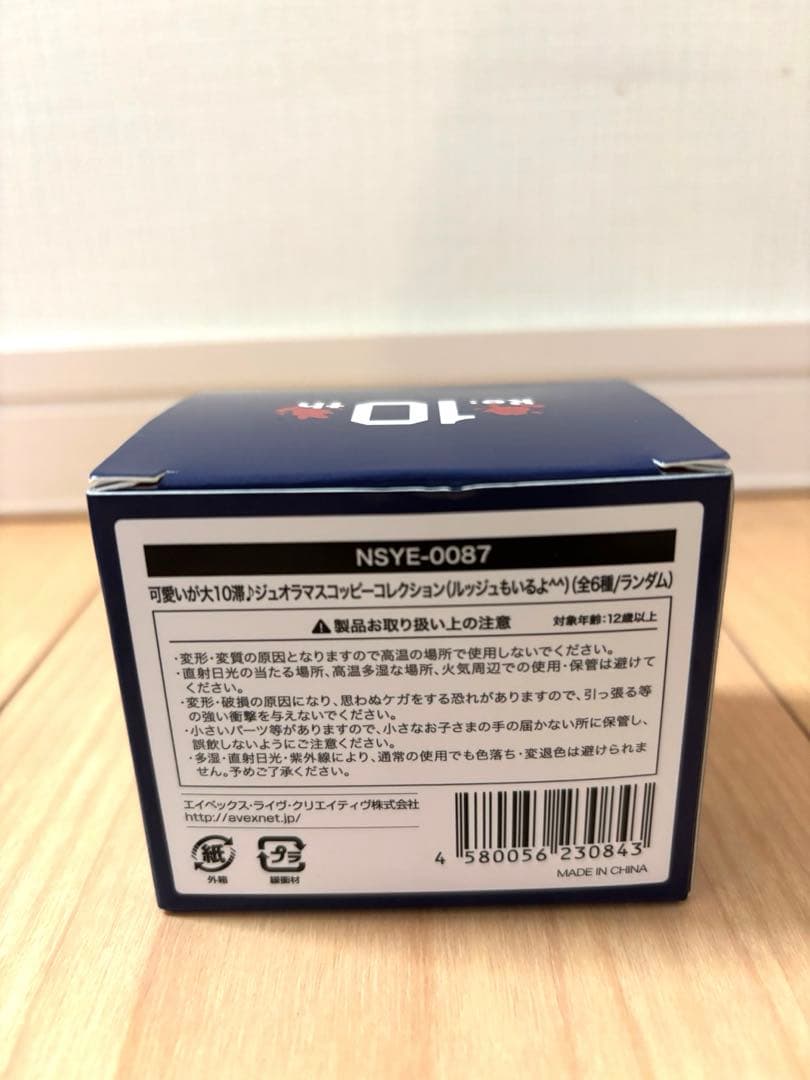 Re:10th
NSYE-0087
可愛いが大10滞♪ジュオラマスコッピーコレクション(ルッジュもいるよ^^)(全6種/ランダム)
⚠製品お取り扱い上の注意 対象年齢:12歳以上
・変形・変質の原因となりますので高温の場所で使用しないでください。
・直射日光の当たる場所、高温多湿な場所、火気周辺での使用・保管は避けて
ください。
・変形・破損の原因になり、思わぬケガをする恐れがありますので、引っ張る等
の強い衝撃を与えないでください。
・小さいパーツ等がありますので、小さなお子さまの手の届かない所に保管し、
誤飲しないようにご注意ください。
・多湿・直射日光・紫外線により、通常の使用でも色落ち・変退色は避けられま
せん。予めご了承ください。
エイベックス・ライヴ・クリエイティヴ株式会社
http://avexnet.jp/
紙
外箱
プラ
緩衝材
4 580056 230843
MADE IN CHINA